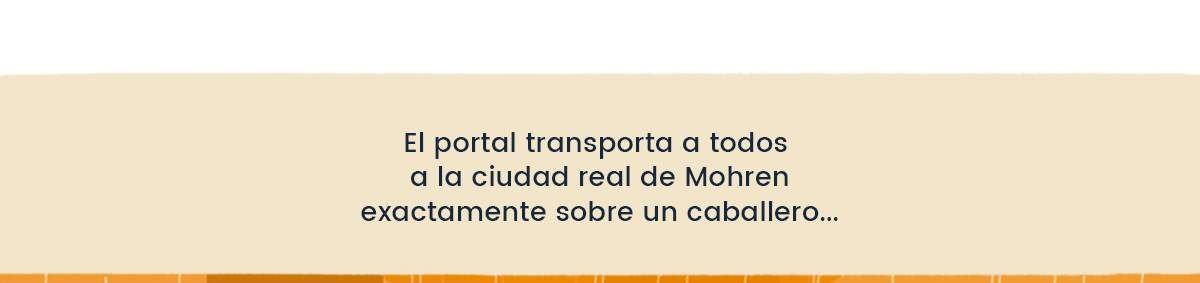 El portal transporta a todos
a la ciudad real de Mohren
exactamente sobre un caballero...